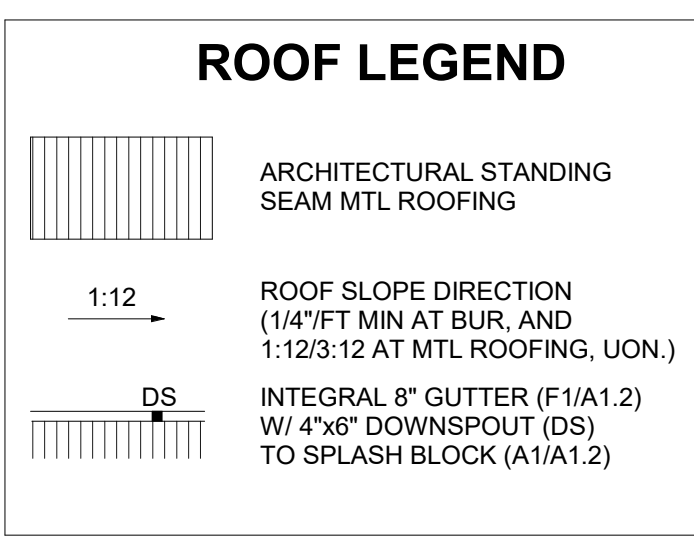 ROOF LEGEND
ARCHITECTURAL STANDING
SEAM MTL ROOFING
1:12
ROOF SLOPE DIRECTION
(1/4"/FT MIN AT BUR, AND
1:12/3:12 AT MTL ROOFING, UON.)
DS
INTEGRAL 8" GUTTER (F1/A1.2)
W/ 4"x6" DOWNSPOUT (DS)
TO SPLASH BLOCK (A1/A1.2)